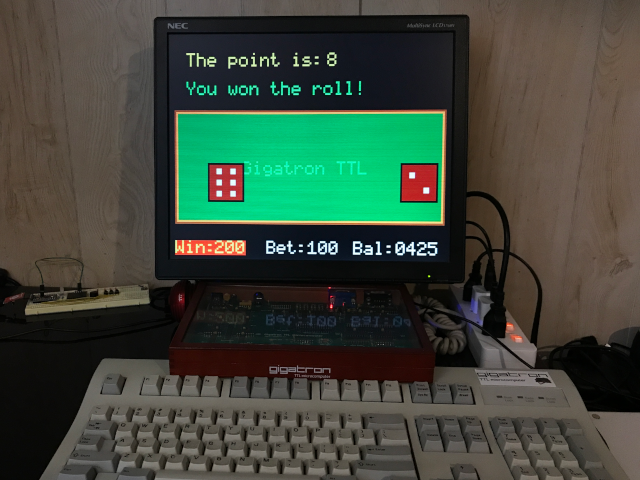 NEC
MultiSync LCD1970NX
The point is:8
You won the roll!
Gigatron TTL
Win:200 Bet:100 Bal:0425
gigatron
TTL microcomputer
gigatron
TTL microcomputer